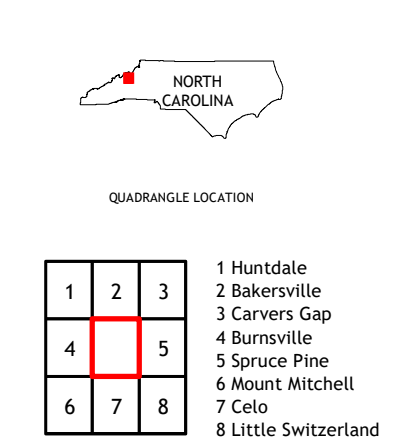 NORTH
CAROLINA
QUADRANGLE LOCATION
1 2 3
4 5
6 7 8
1 Huntdale
2 Bakersville
3 Carvers Gap
4 Burnsville
5 Spruce Pine
6 Mount Mitchell
7 Celo
8 Little Switzerland